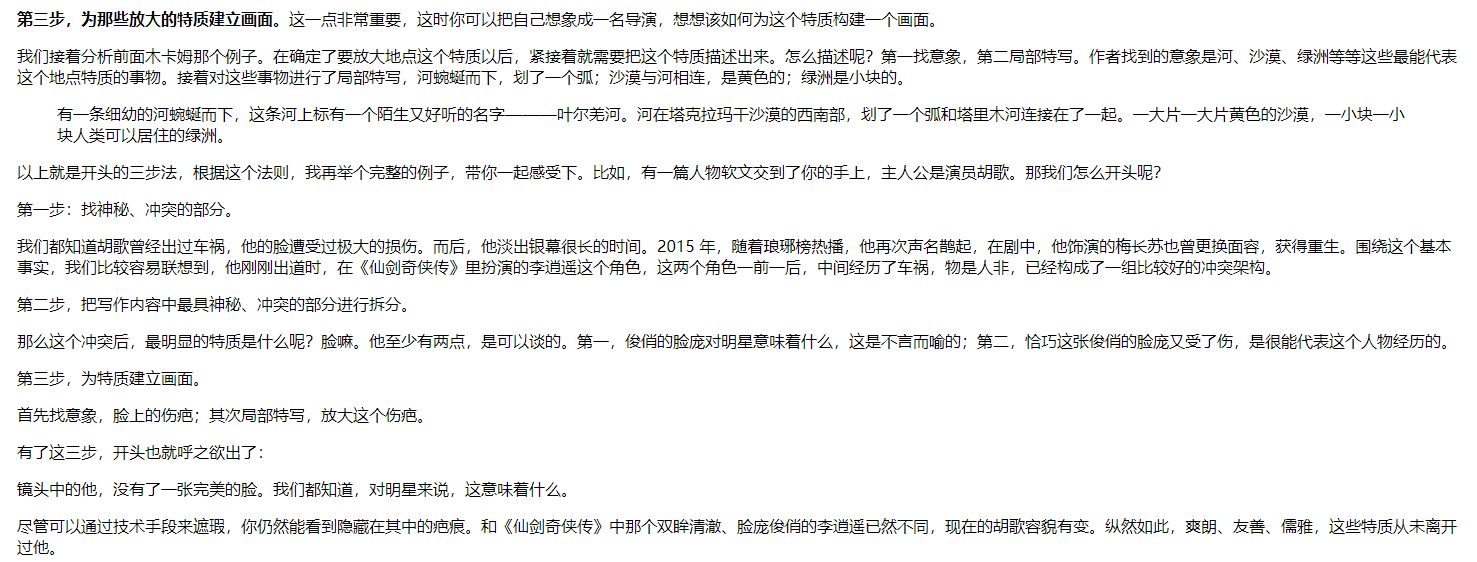 第三步，为那些放大的特质建立画面。这一点非常重要，这时你可以把自己想象成一名导演，想想该如何为这个特质构建一个画面。
我们接着分析前面木卡姆那个例子。在确定了要放大地点这个特质以后，紧接着就需要把这个特质描述出来。怎么描述呢？第一找意象，第二局部特写。作者找到的意象是河、沙漠、绿洲等等这些最能代表
这个地点特质的事物。接着对这些事物进行了局部特写，河蜿蜒而下，划了一个弧；沙漠与河相连，是黄色的；绿洲是小块的。
有一条细幼的河蜿蜒而下，这条河上标有一个陌生又好听的名字———叶尔羌河。河在塔克拉玛干沙漠的西南部，划了一个弧和塔里木河连接在了一起。一大片一大片黄色的沙漠，一小块一小
块人类可以居住的绿洲。
以上就是开头的三步法，根据这个法则，我再举个完整的例子，带你一起感受下。比如，有一篇人物软文交到了你的手上，主人公是演员胡歌。那我们怎么开头呢？
第一步：找神秘、冲突的部分。
我们都知道胡歌曾经出过车祸，他的脸遭受过极大的损伤。而后，他淡出银幕很长的时间。2015 年，随着琅琊榜热播，他再次声名鹊起，在剧中，他饰演的梅长苏也曾更换面容，获得重生。围绕这个基本
事实，我们比较容易联想到，他刚刚出道时，在《仙剑奇侠传》里扮演的李逍遥这个角色，这两个角色一前一后，中间经历了车祸，物是人非，已经构成了一组比较好的冲突架构。
第二步，把写作内容中最具神秘、冲突的部分进行拆分。
那么这个冲突后，最明显的特质是什么呢？脸嘛。他至少有两点，是可以谈的。第一，俊俏的脸庞对明星意味着什么，这是不言而喻的；第二，恰巧这张俊俏的脸庞又受了伤，是很能代表这个人物经历的。
第三步，为特质建立画面。
首先找意象，脸上的伤疤；其次局部特写，放大这个伤疤。
有了这三步，开头也就呼之欲出了：
镜头中的他，没有了一张完美的脸。我们都知道，对明星来说，这意味着什么。
尽管可以通过技术手段来遮瑕，你仍然能看到隐藏在其中的疤痕。和《仙剑奇侠传》中那个双眸清澈、脸庞俊俏的李逍遥已然不同，现在的胡歌容貌有变。纵然如此，爽朗、友善、儒雅，这些特质从未离开
过他。